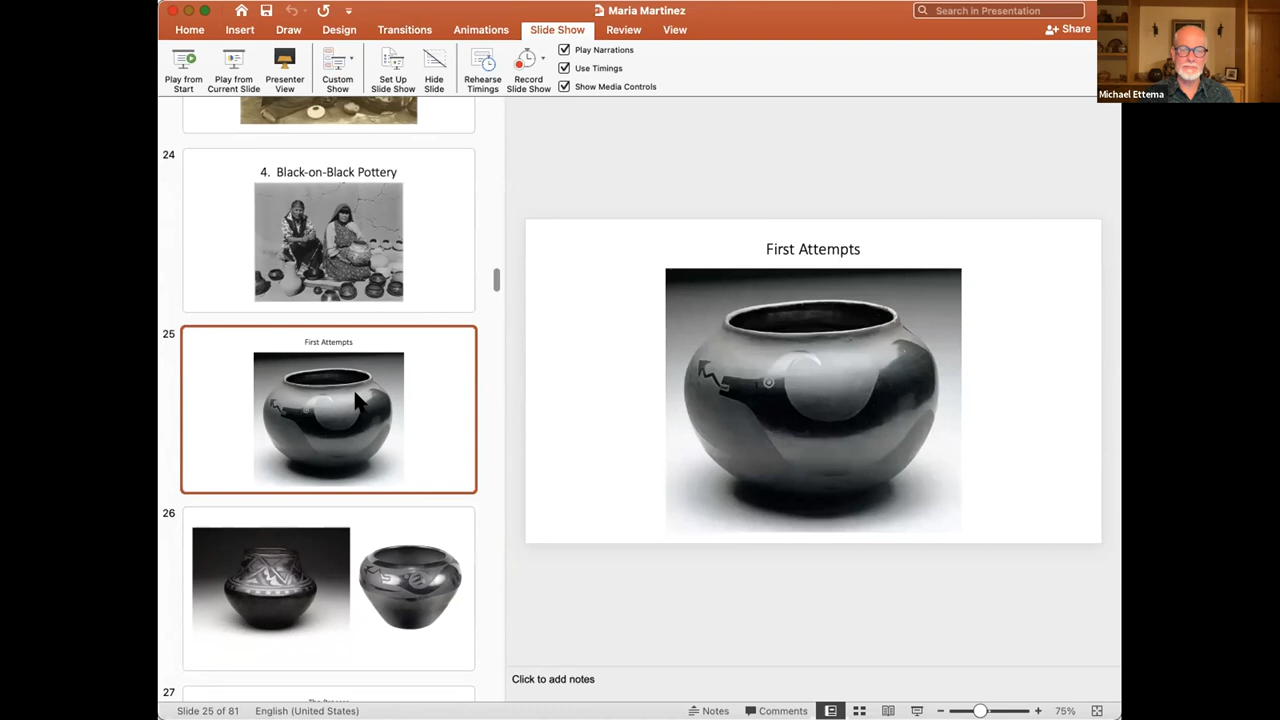 Maria Martinez
Search in Presentation
Home
Insert
Draw
Design
Transitions
Animations
Slide Show
Review
View
Share
Play from
Start
Play from
Current Slide
Presenter
View
Custom
Show
Set Up
Slide Show
Hide
Slide
Rehearse
Timings
Record
Slide Show
Play Narrations
Use Timings
Show Media Controls
Michael Ettema
24
4. Black-on-Black Pottery
25
First Attempts
26
27
First Attempts
Click to add notes
Slide 25 of 81
English (United States)
Notes
Comments
75%